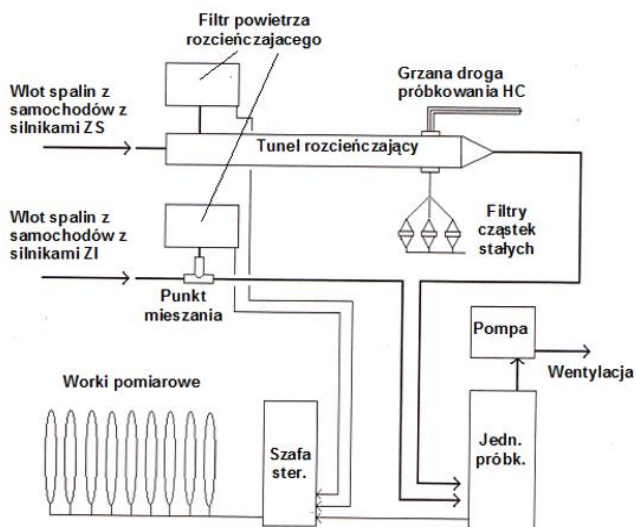 Filtr powietrza
rozcieńczajacego
Wlot spalin z
samochodów z
silnikami ZS
Grzana droga
próbkowania HC
Tunel rozcieńczający
Wlot spalin z
samochodów z
silnikami ZI
Filtry
cząstek
stałych
Punkt
mieszania
Pompa
Wentylacja
Worki pomiarowe
Szafa
ster.
Jedn.
próbk.